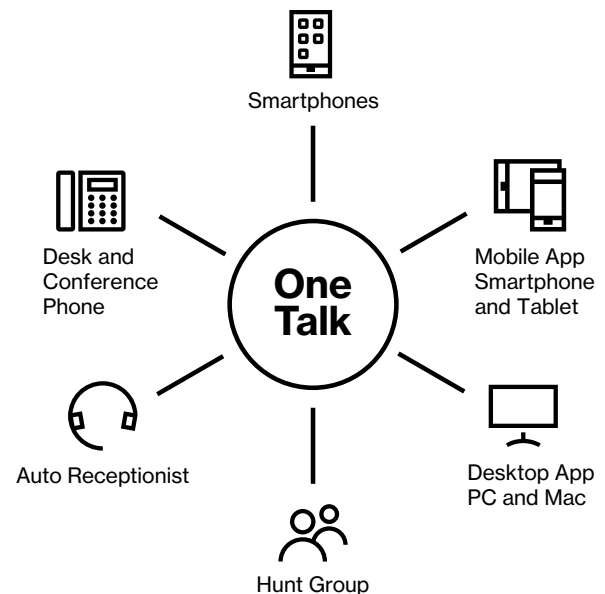 Smartphones
Desk and
Conference
Phone
One
Talk
Mobile App
Smartphone
and Tablet
Auto Receptionist
Desktop App
PC and Mac
Hunt Group